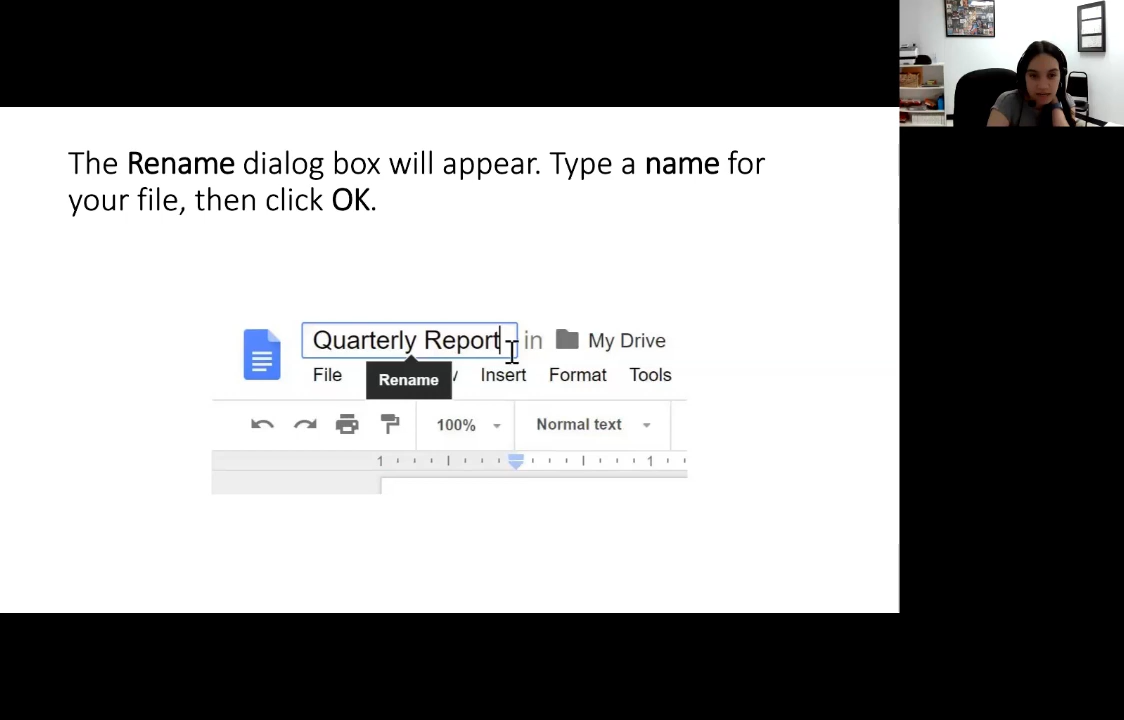 The Rename dialog box will appear. Type a name for
your file, then click OK.
Quarterly Report in My Drive
File Insert Format Tools
Rename
100% Normal text
1 1